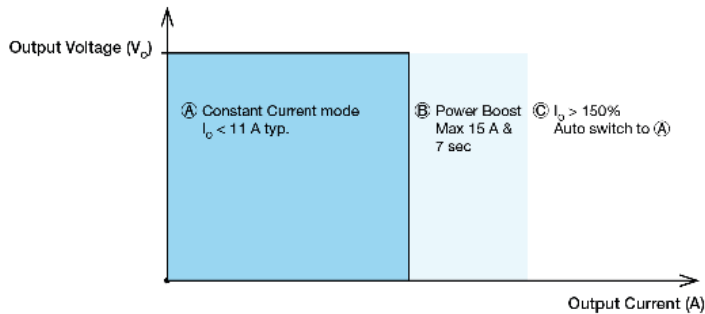 Output Voltage (Vo)
Ⓐ Constant Current mode
Io < 11 A typ.
Ⓑ Power Boost
Max 15 A &
7 sec
Ⓒ Io > 150%
Auto switch to Ⓐ
Output Current (A)